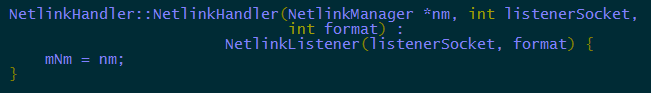 NetlinkHandler::NetlinkHandler(NetlinkManager *nm, int listenerSocket,
                               int format) :
                        NetlinkListener(listenerSocket, format) {
    mNm = nm;
}